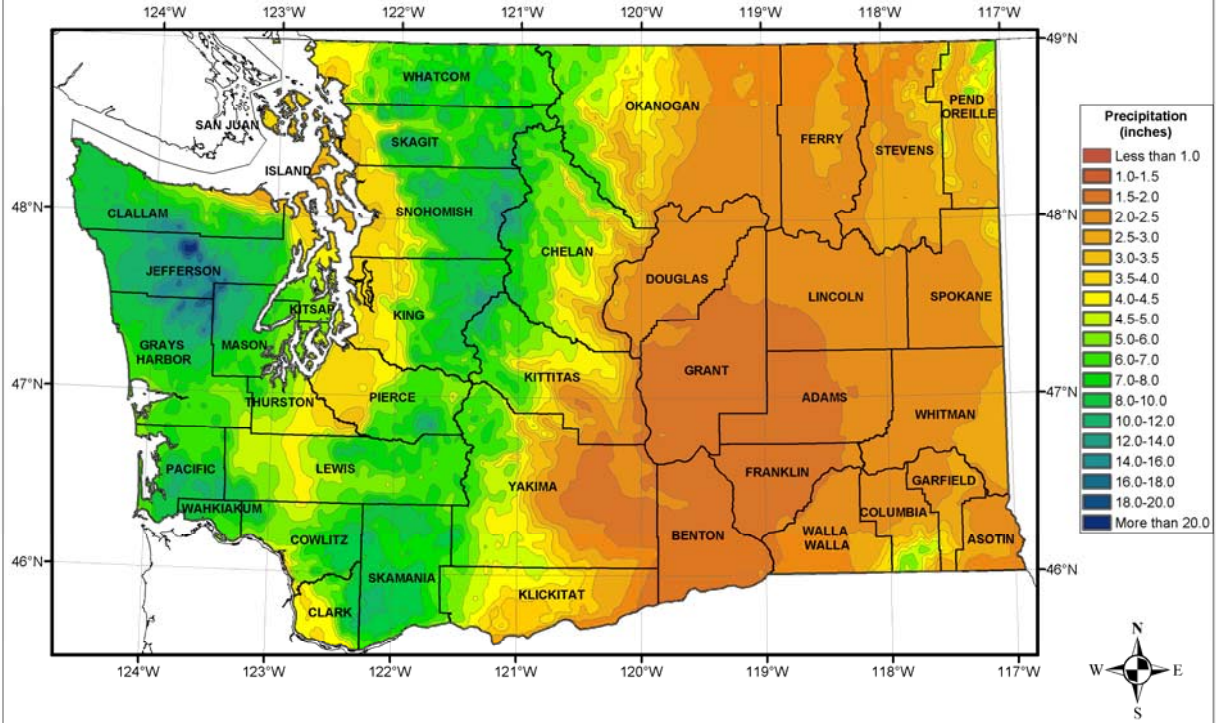 124°W 123°W 122°W 121°W 120°W 119°W 118°W 117°W
49°N
WHATCOM
OKANOGAN
PEND
OREILLE
SAN JUAN
SKAGIT
FERRY
STEVENS
ISLAND
48°N
CLALLAM
SNOHOMISH
48°N
CHELAN
JEFFERSON
DOUGLAS
LINCOLN
SPOKANE
KITSAP
KING
GRAYS
HARBOR
MASON
GRANT
KITTITAS
47°N
47°N
THURSTON
PIERCE
ADAMS
WHITMAN
PACIFIC
LEWIS
YAKIMA
FRANKLIN
GARFIELD
WAHKIAKUM
COLUMBIA
COWLITZ
BENTON
WALLA
WALLA
ASOTIN
46°N
46°N
SKAMANIA
KLICKITAT
CLARK
124°W 123°W 122°W 121°W 120°W 119°W 118°W 117°W
Precipitation
(inches)
Less than 1.0
1.0-1.5
1.5-2.0
2.0-2.5
2.5-3.0
3.0-3.5
3.5-4.0
4.0-4.5
4.5-5.0
5.0-6.0
6.0-7.0
7.0-8.0
8.0-10.0
10.0-12.0
12.0-14.0
14.0-16.0
16.0-18.0
18.0-20.0
More than 20.0
N
W E
S